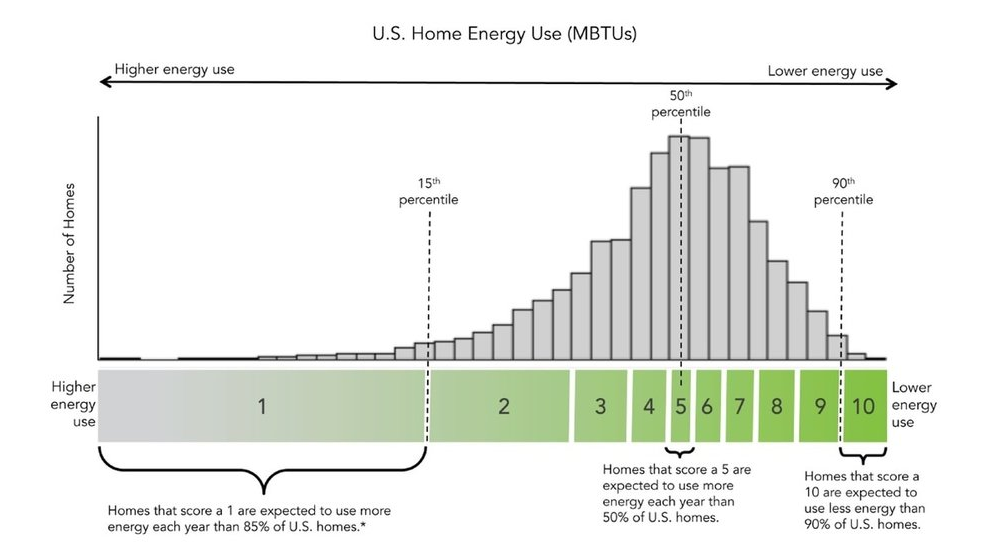 U.S. Home Energy Use (MBTUs)
Higher energy use
Lower energy use
50th
percentile
15th
percentile
90th
percentile
Number of Homes
Higher
energy
use
1
2
3
4
5
6
7
8
9
10
Lower
energy
use
Homes that score a 1 are expected to use more
energy each year than 85% of U.S. homes.*
Homes that score a 5 are
expected to use more
energy each year than
50% of U.S. homes.
Homes that score a
10 are expected to
use less energy than
90% of U.S. homes.